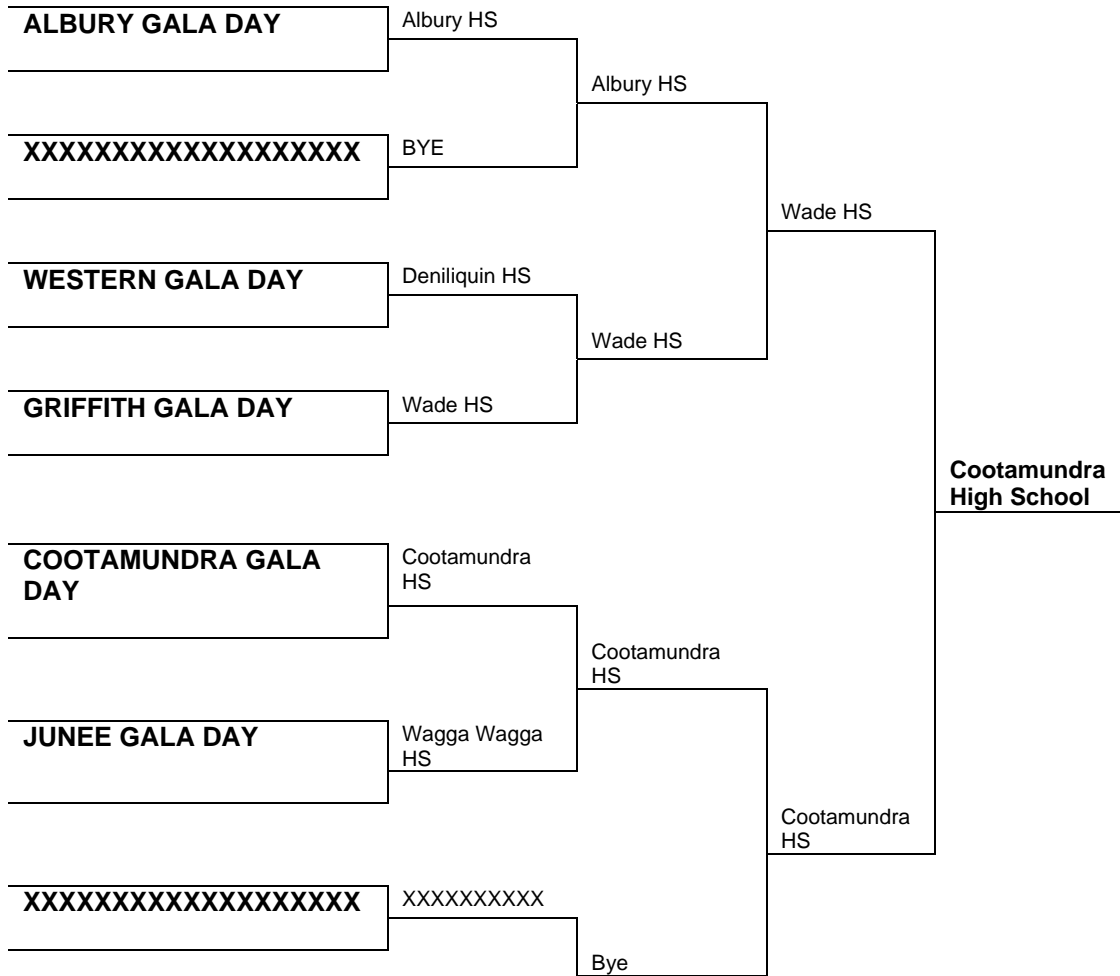 ALBURY GALA DAY
Albury HS
Albury HS
XXXXXXXXXXXXXXXXXXX
BYE
Wade HS
WESTERN GALA DAY
Deniliquin HS
Wade HS
GRIFFITH GALA DAY
Wade HS
Cootamundra
High School
COOTAMUNDRA GALA
DAY
Cootamundra
HS
Cootamundra
HS
JUNEE GALA DAY
Wagga Wagga
HS
Cootamundra
HS
XXXXXXXXXXXXXXXXXXX
XXXXXXXXXX
Bye